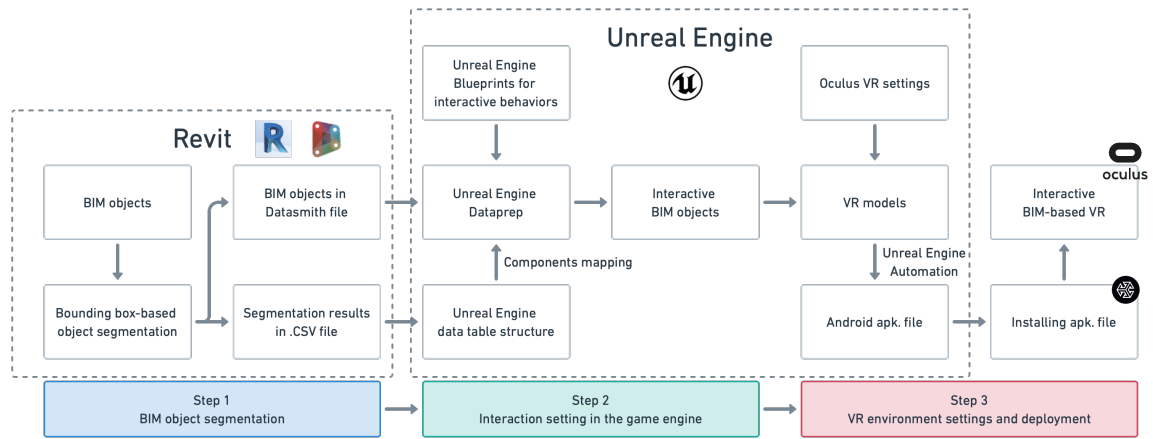 Unreal Engine
Revit
Unreal Engine
Blueprints for
interactive behaviors
Oculus VR settings
BIM objects
BIM objects in
Datasmith file
Unreal Engine
Dataprep
Interactive
BIM objects
VR models
oculus
Interactive
BIM-based VR
Components mapping
Unreal Engine
Automation
Bounding box-based
object segmentation
Segmentation results
in .CSV file
Unreal Engine
data table structure
Android apk. file
Installing apk. file
Step 1
BIM object segmentation
Step 2
Interaction setting in the game engine
Step 3
VR environment settings and deployment